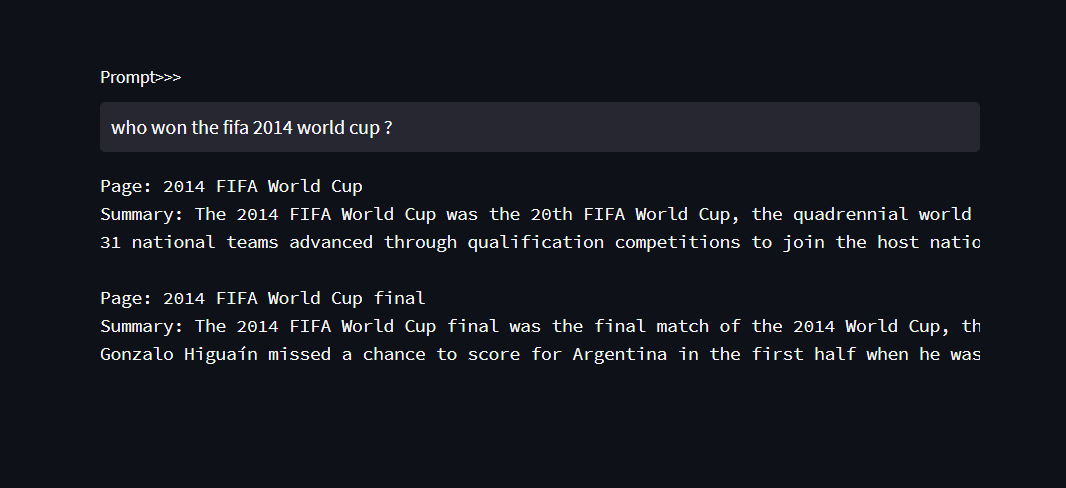 Prompt>>>
who won the fifa 2014 world cup ?
Page: 2014 FIFA World Cup
Summary: The 2014 FIFA World Cup was the 20th FIFA World Cup, the quadrennial world
31 national teams advanced through qualification competitions to join the host natio
Page: 2014 FIFA World Cup final
Summary: The 2014 FIFA World Cup final was the final match of the 2014 World Cup, th
Gonzalo Higuaín missed a chance to score for Argentina in the first half when he was